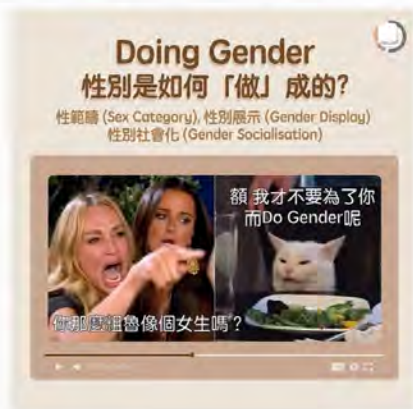 Doing Gender
性別是如何「做」成的?
性範疇 (Sex Category), 性別展示 (Gender Display)
性別社會化 (Gender Socialisation)
額 我才不要為了你
而Do Gender呢
你那麼粗魯像個女生嗎？